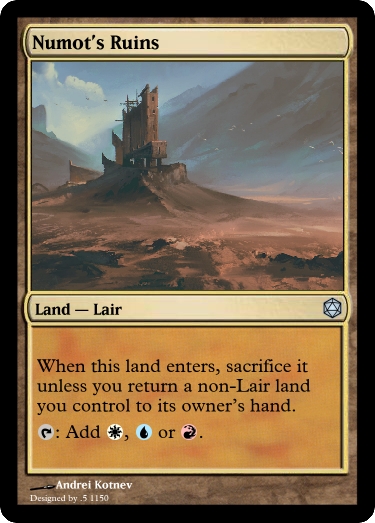 Numot's Ruins
Land — Lair
When this land enters, sacrifice it
unless you return a non-Lair land
you control to its owner's hand.
: Add , or .
Andrei Kotnev
Designed by .5 1150